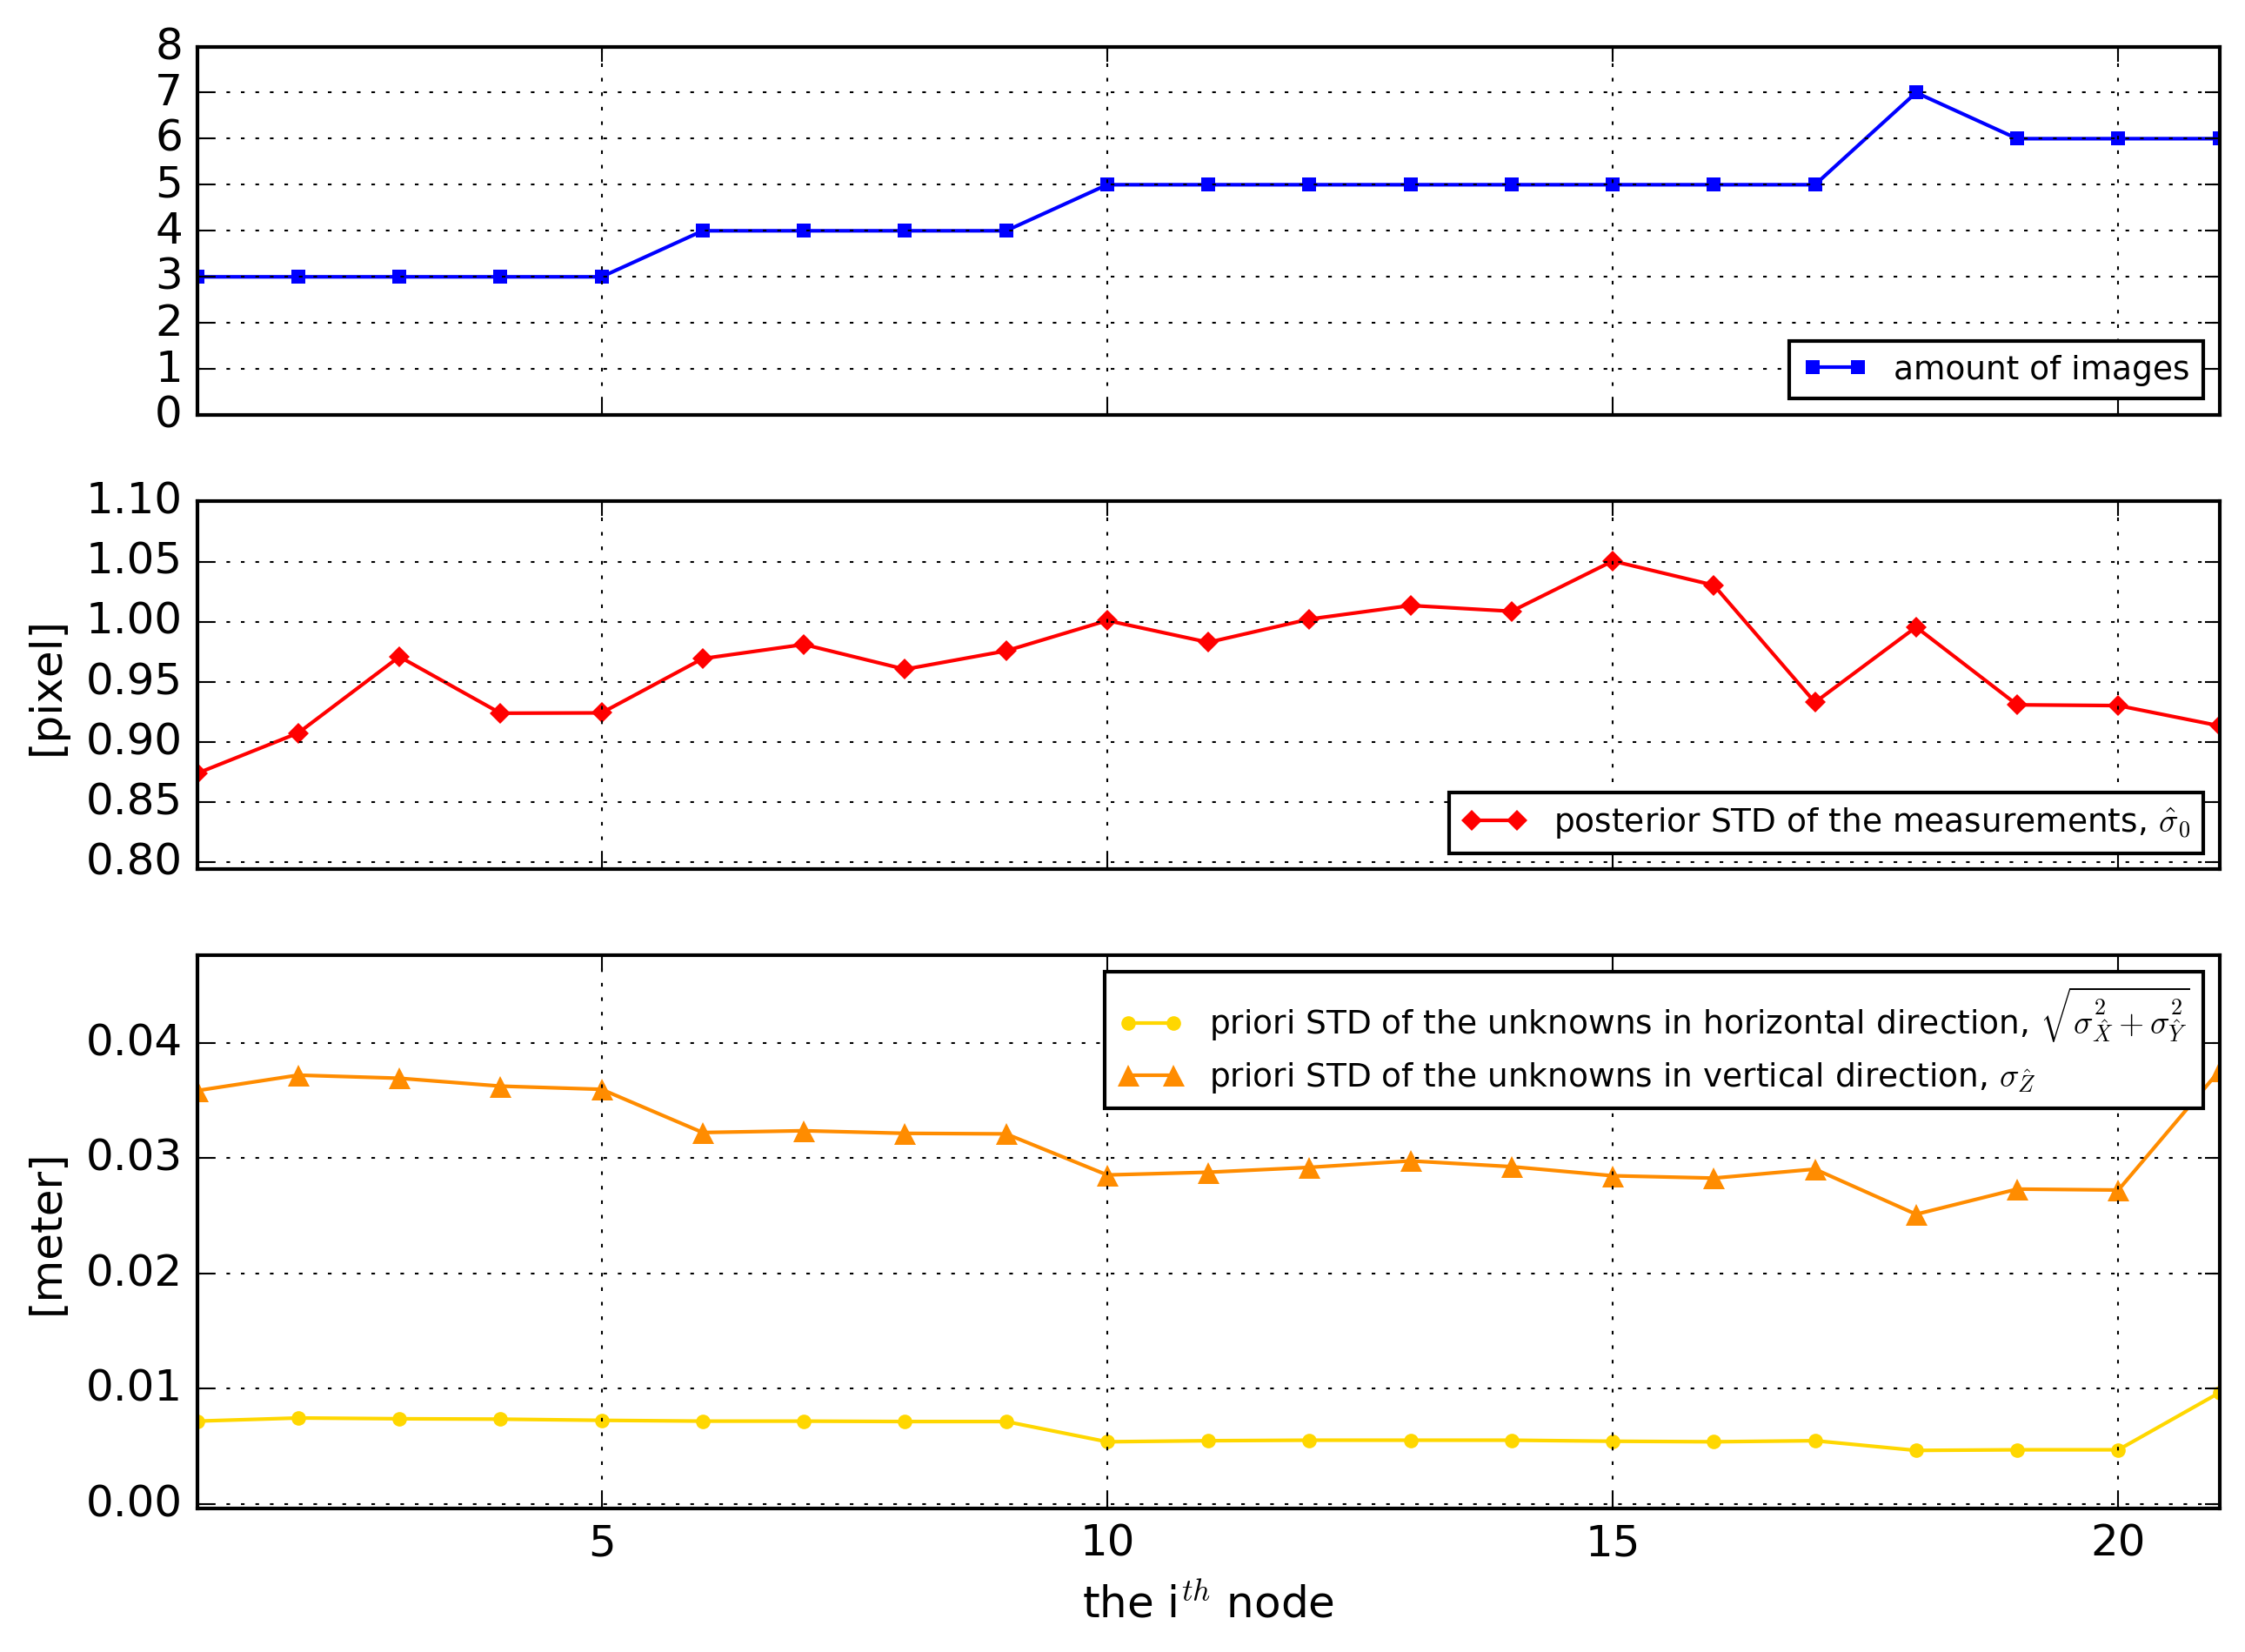 8
7
6
5
4
3
2
1
0
amount of images
1.10
1.05
1.00
0.95
0.90
0.85
0.80
[pixel]
posterior STD of the measurements, σ̂₀
0.04
0.03
0.02
0.01
0.00
[meter]
priori STD of the unknowns in horizontal direction, √(σ²_X̂ + σ²_Ŷ)
priori STD of the unknowns in vertical direction, σ_Ẑ
5 10 15 20
the i^th node